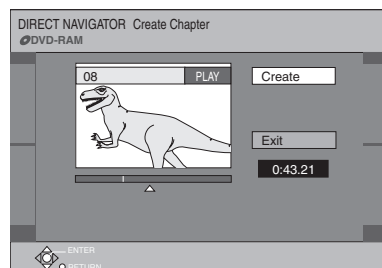 DIRECT NAVIGATOR Create Chapter
DVD-RAM
08 PLAY
Create
Exit
0:43.21
ENTER
RETURN